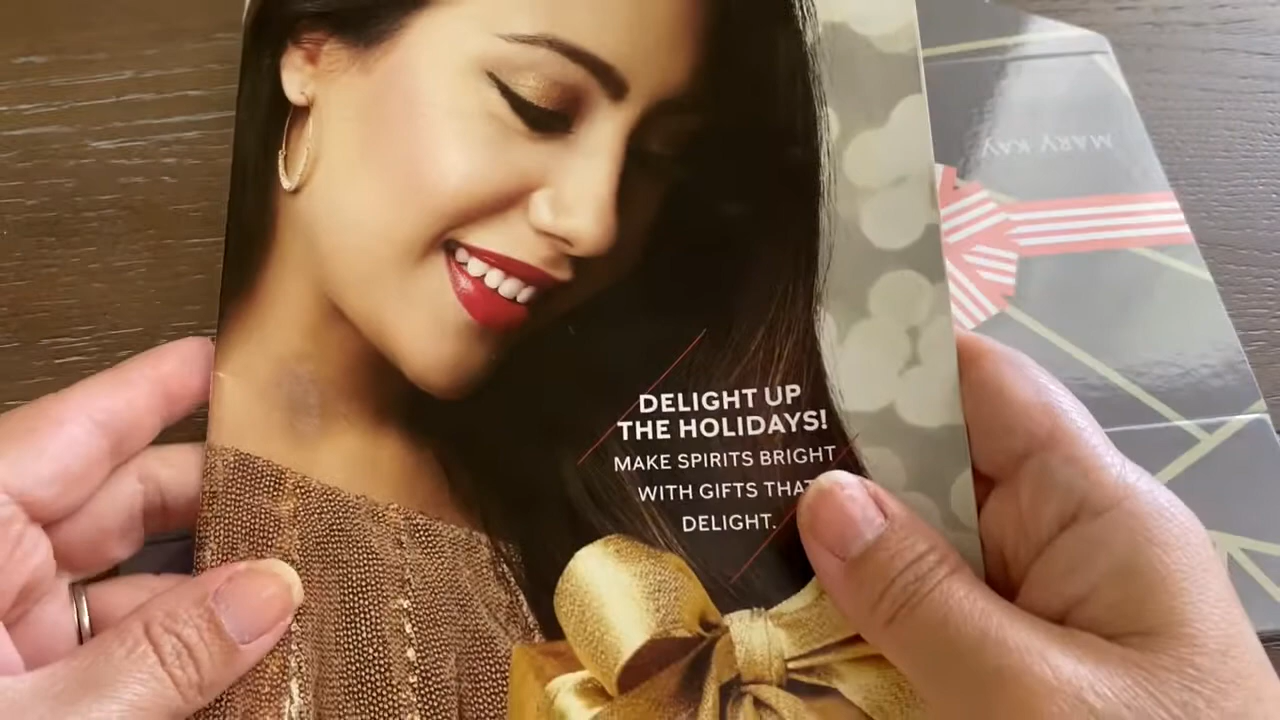 MARY KAY
DELIGHT UP
THE HOLIDAYS!
MAKE SPIRITS BRIGHT
WITH GIFTS THAT
DELIGHT.